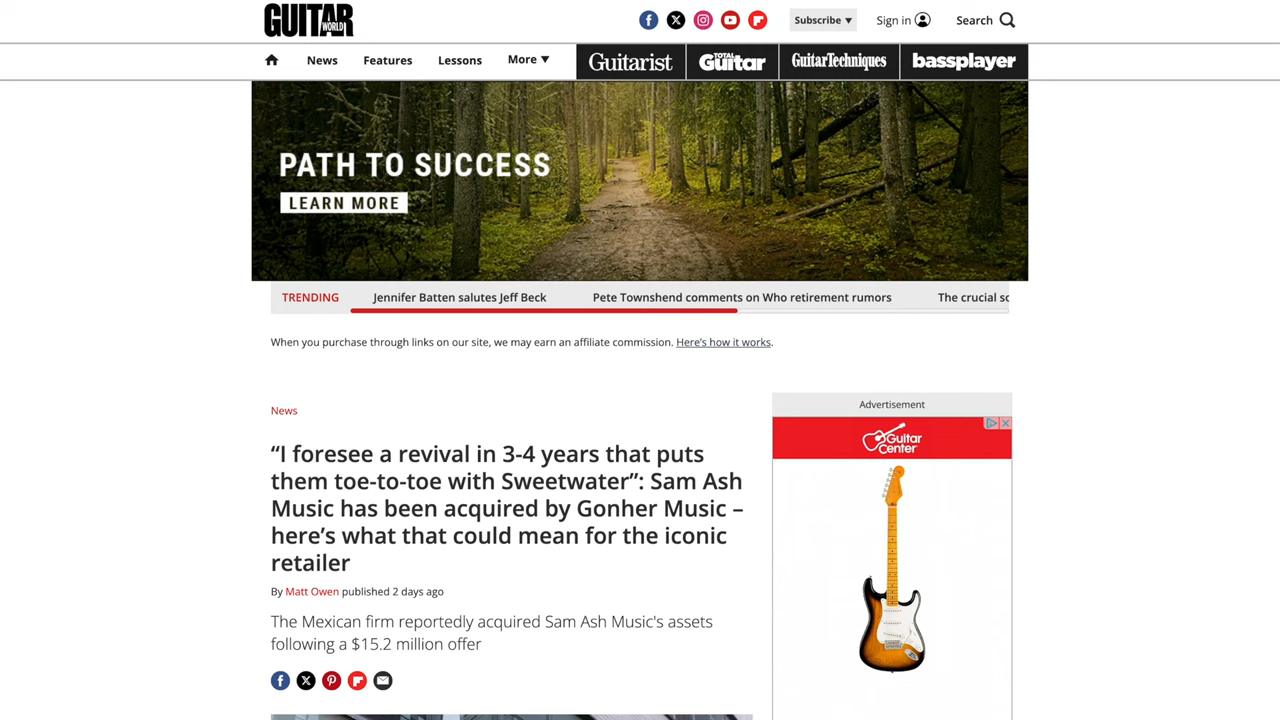 GUITAR
WORLD
Subscribe ▼
Sign in
Search
News
Features
Lessons
More ▼
Guitarist
TOTAL
Guitar
GuitarTechniques
bassplayer
PATH TO SUCCESS
LEARN MORE
TRENDING
Jennifer Batten salutes Jeff Beck
Pete Townshend comments on Who retirement rumors
The crucial sc
When you purchase through links on our site, we may earn an affiliate commission. Here's how it works.
News
“I foresee a revival in 3-4 years that puts
them toe-to-toe with Sweetwater”: Sam Ash
Music has been acquired by Gonher Music –
here’s what that could mean for the iconic
retailer
By Matt Owen published 2 days ago
The Mexican firm reportedly acquired Sam Ash Music's assets
following a $15.2 million offer
Advertisement
Guitar
Center